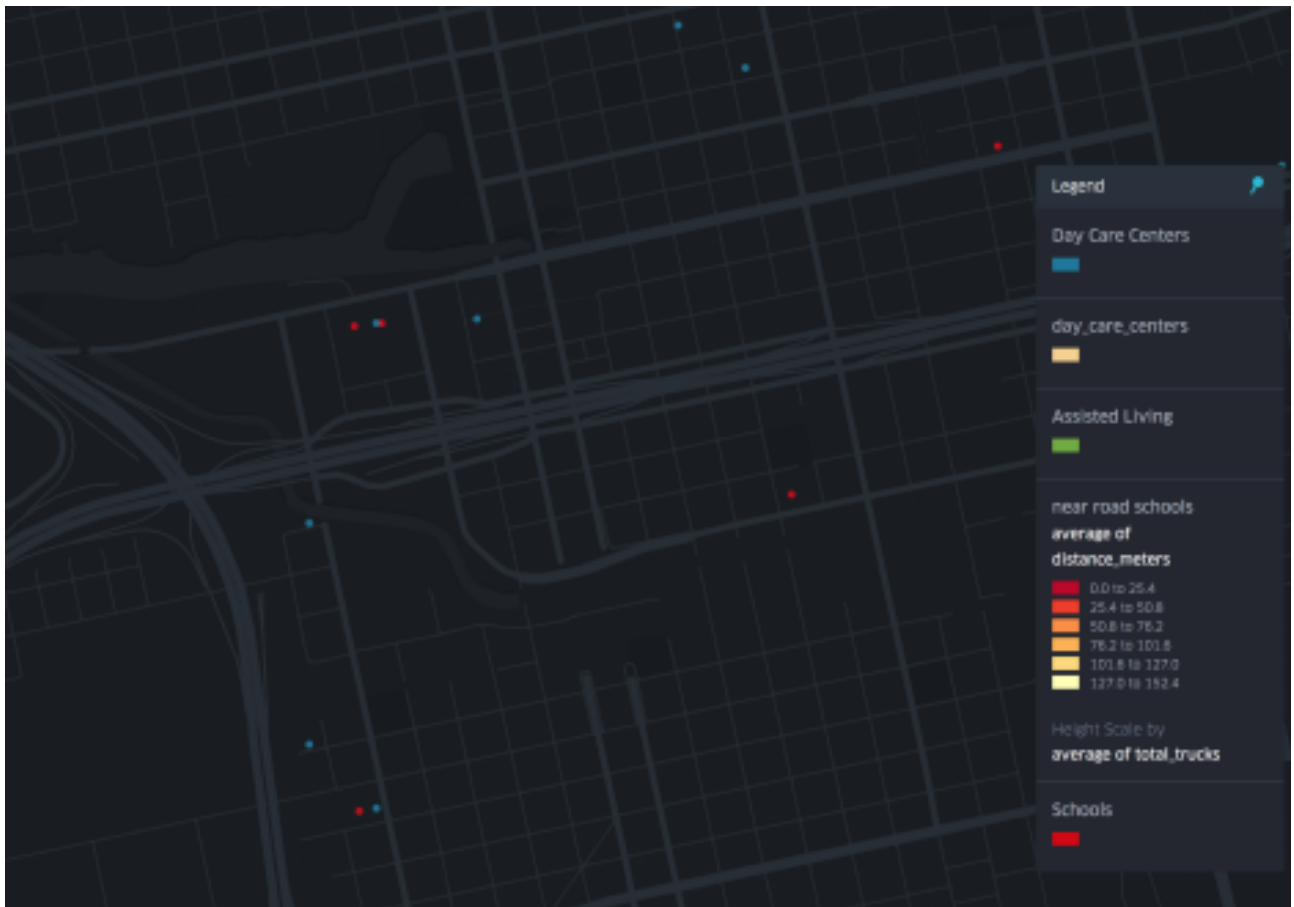 Legend
Day Care Centers
day_care_centers
Assisted Living
near road schools
average of
distance_meters
0.0 to 25.4
25.4 to 50.8
50.8 to 76.2
76.2 to 101.6
101.6 to 127.0
127.0 to 152.4
Height Scale by
average of total_trucks
Schools